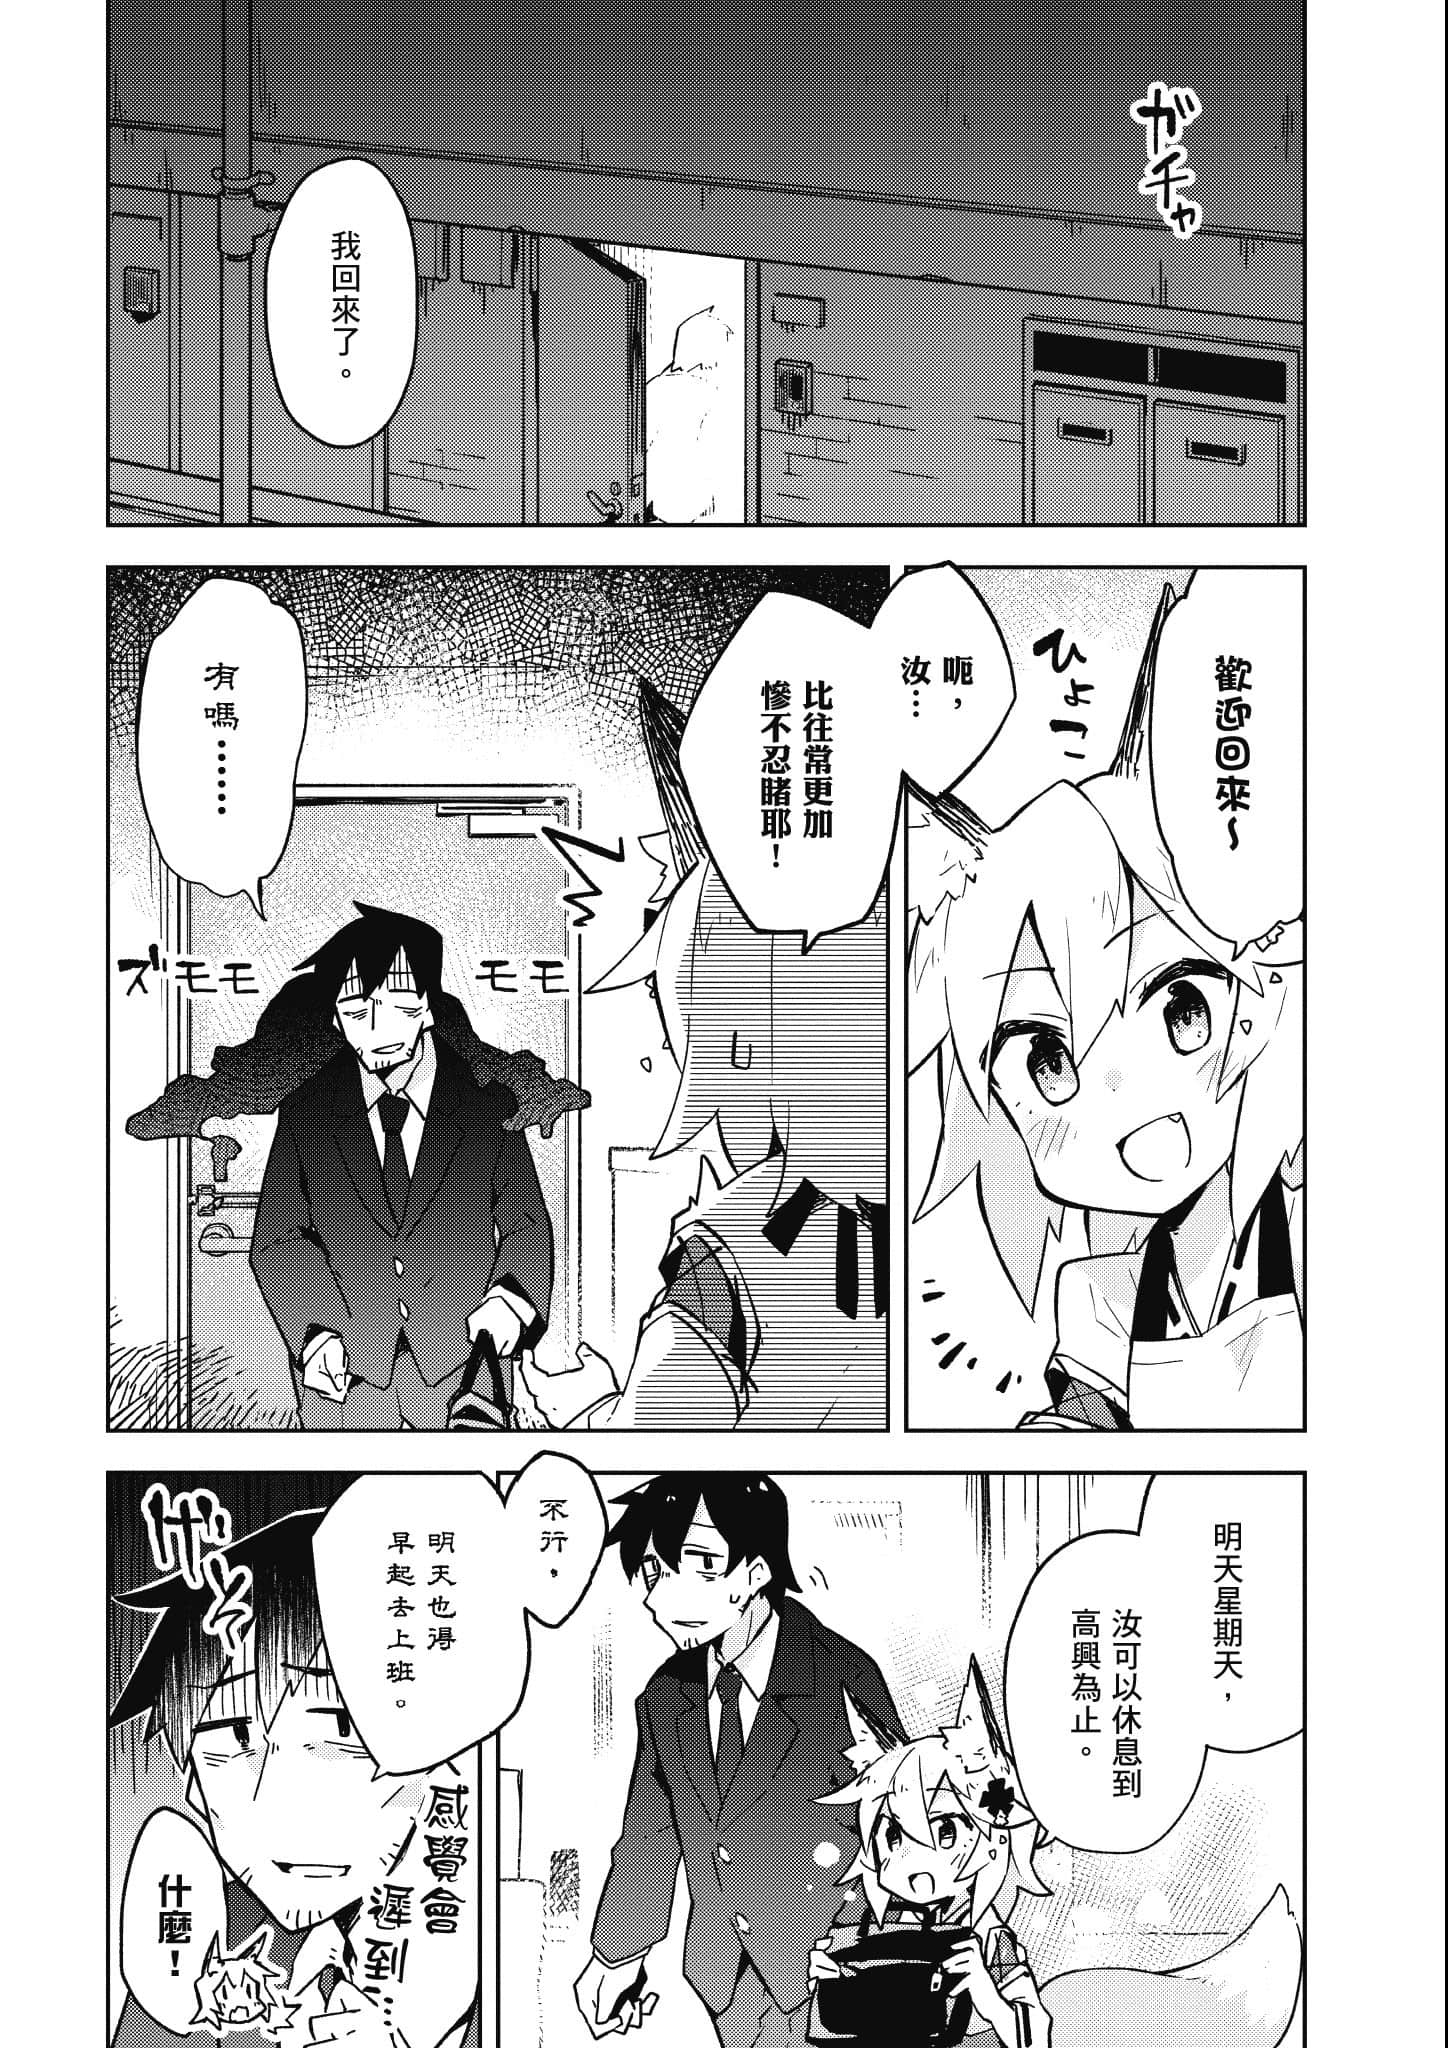 ガチャ
我回來了。
歡迎回來~
ひょこ
呃，
汝…
比往常更加
慘不忍睹耶！
有嗎……
モモ
ズモモ
明天星期天，
汝可以休息到
高興為止。
不行，
明天也得
早起去上班。
げっそ
感覺會
遲到…
什麼！